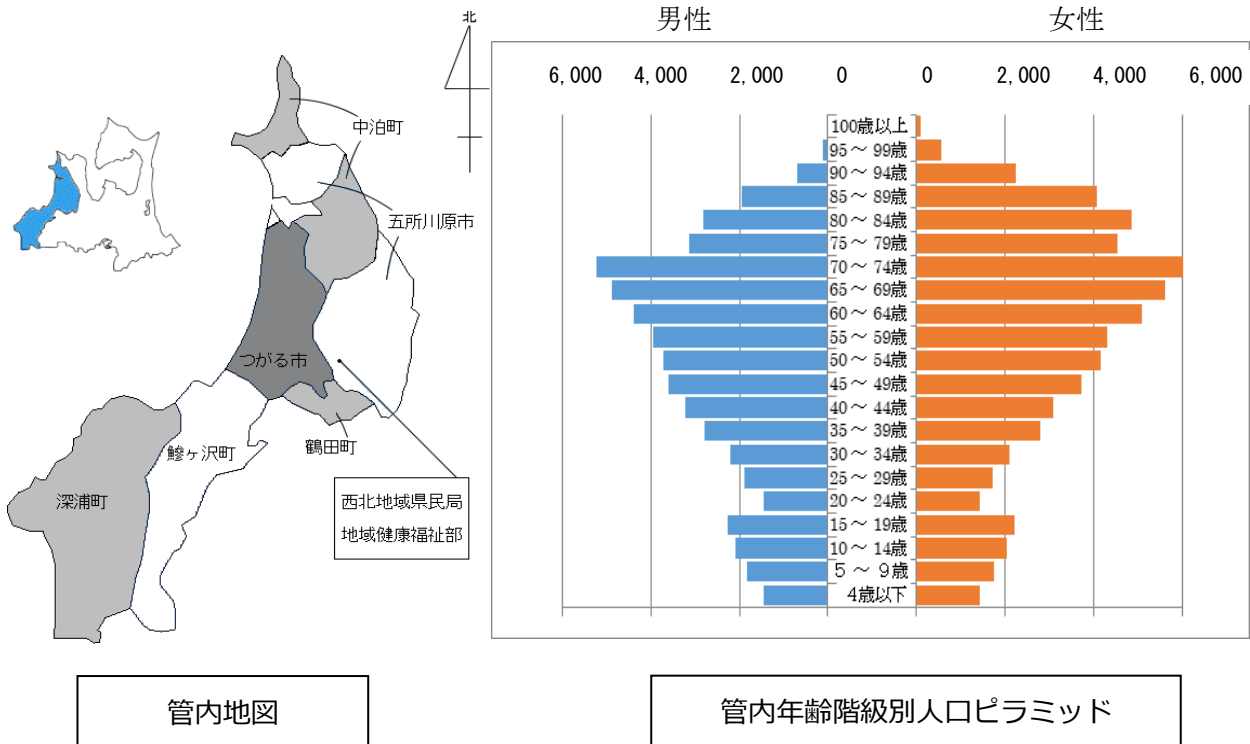 北
中泊町
五所川原市
つがる市
鶴田町
鰺ヶ沢町
深浦町
西北地域県民局
地域健康福祉部
管内地図
男性
女性
6,000 4,000 2,000 0 0 2,000 4,000 6,000
100歳以上
95～99歳
90～94歳
85～89歳
80～84歳
75～79歳
70～74歳
65～69歳
60～64歳
55～59歳
50～54歳
45～49歳
40～44歳
35～39歳
30～34歳
25～29歳
20～24歳
15～19歳
10～14歳
5～9歳
4歳以下
管内年齢階級別人口ピラミッド